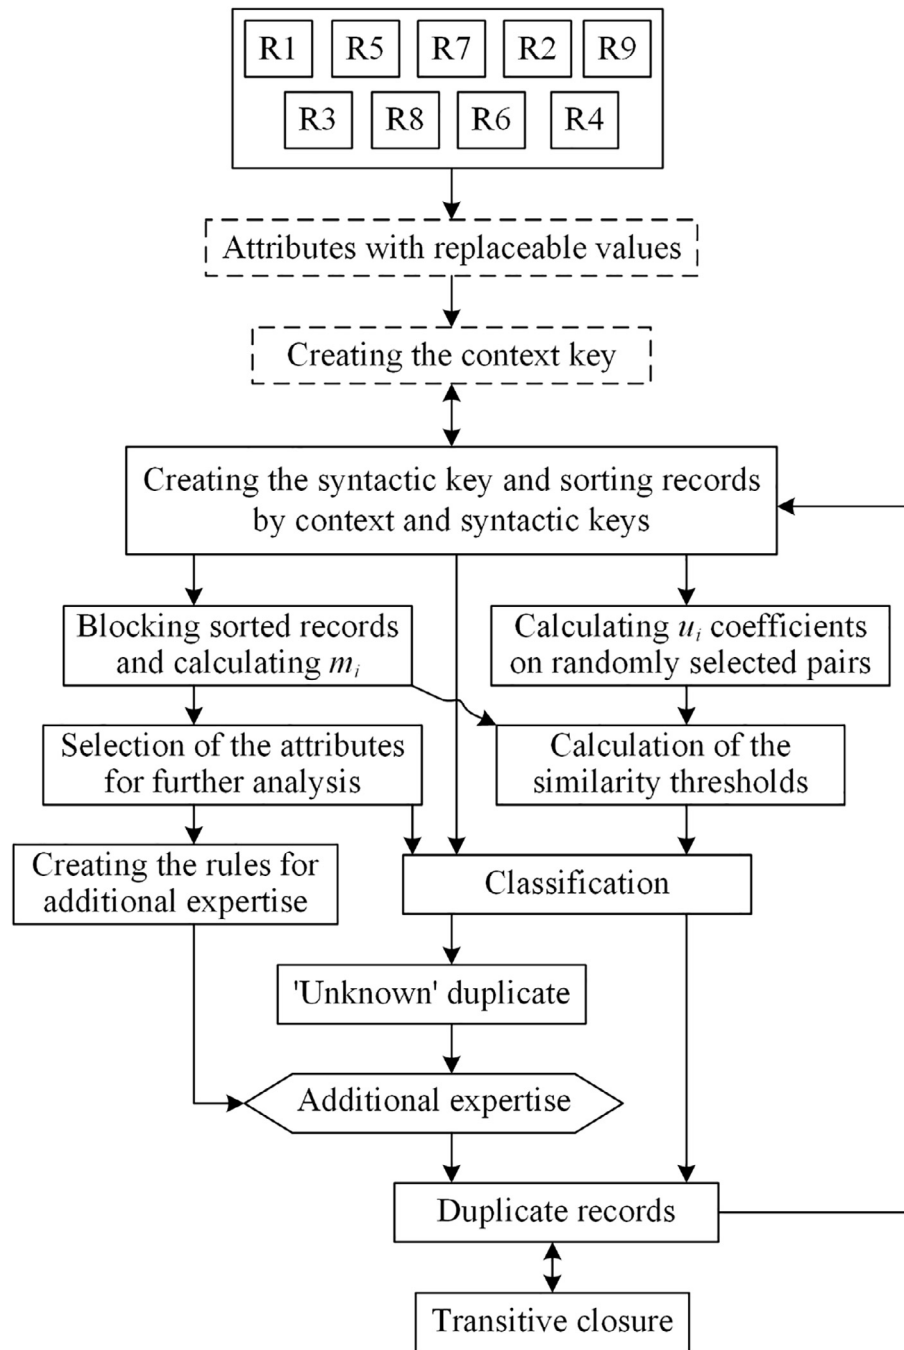 R1 R5 R7 R2 R9
R3 R8 R6 R4
Attributes with replaceable values
Creating the context key
Creating the syntactic key and sorting records
by context and syntactic keys
Blocking sorted records
and calculating mᵢ
Calculating uᵢ coefficients
on randomly selected pairs
Selection of the attributes
for further analysis
Calculation of the
similarity thresholds
Creating the rules for
additional expertise
Classification
'Unknown' duplicate
Additional expertise
Duplicate records
Transitive closure